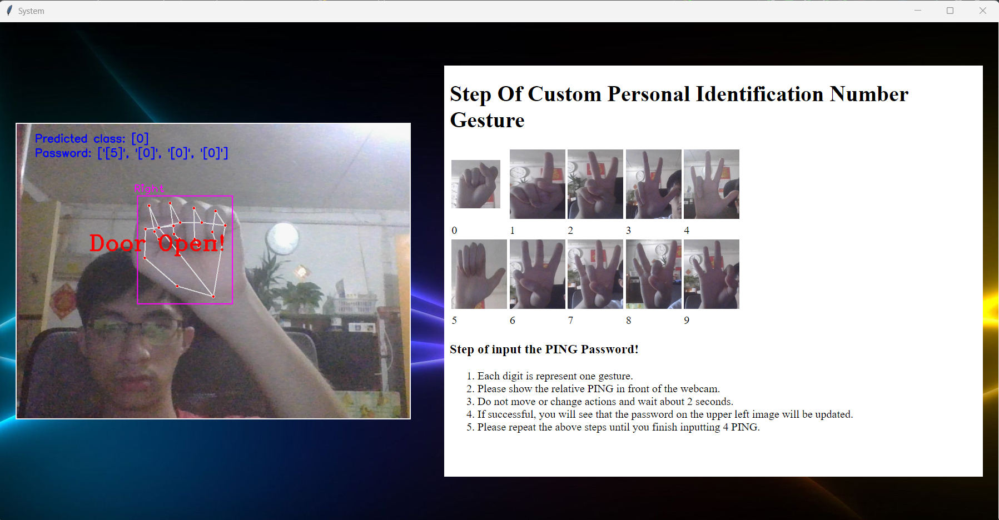 System
Predicted class: [0]
Password: ['[5]', '[0]', '[0]', '[0]']
Right
Door Open!
Step Of Custom Personal Identification Number
Gesture
0 1 2 3 4
5 6 7 8 9
Step of input the PING Password!
1. Each digit is represent one gesture.
2. Please show the relative PING in front of the webcam.
3. Do not move or change actions and wait about 2 seconds.
4. If successful, you will see that the password on the upper left image will be updated.
5. Please repeat the above steps until you finish inputting 4 PING.